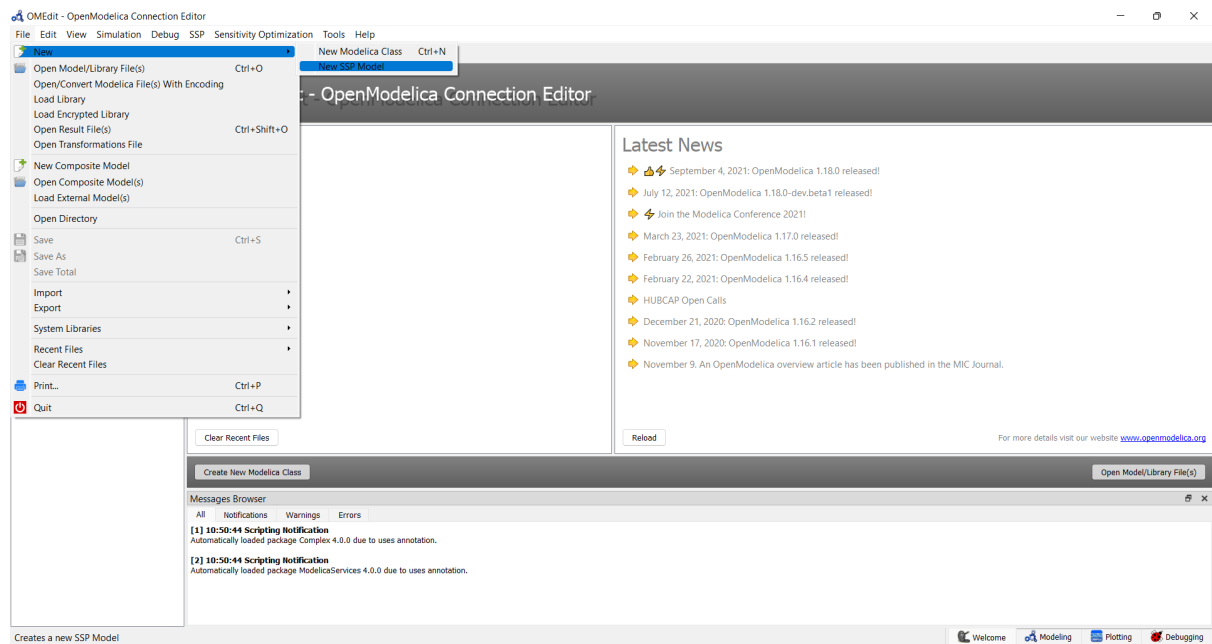 OMEdit - OpenModelica Connection Editor
File Edit View Simulation Debug SSP Sensitivity Optimization Tools Help
New
New Modelica Class Ctrl+N
New SSP Model
Open Model/Library File(s) Ctrl+O
Open/Convert Modelica File(s) With Encoding
Load Library
Load Encrypted Library
Open Result File(s) Ctrl+Shift+O
Open Transformations File
New Composite Model
Open Composite Model(s)
Load External Model(s)
Open Directory
Save Ctrl+S
Save As
Save Total
Import
Export
System Libraries
Recent Files
Clear Recent Files
Print... Ctrl+P
Quit Ctrl+Q
- OpenModelica Connection Editor
Latest News
September 4, 2021: OpenModelica 1.18.0 released!
July 12, 2021: OpenModelica 1.18.0-dev.beta1 released!
Join the Modelica Conference 2021!
March 23, 2021: OpenModelica 1.17.0 released!
February 26, 2021: OpenModelica 1.16.5 released!
February 22, 2021: OpenModelica 1.16.4 released!
HUBCAP Open Calls
December 21, 2020: OpenModelica 1.16.2 released!
November 17, 2020: OpenModelica 1.16.1 released!
November 9. An OpenModelica overview article has been published in the MIC Journal.
Clear Recent Files
Reload
For more details visit our website www.openmodelica.org
Create New Modelica Class
Open Model/Library File(s)
Messages Browser
All Notifications Warnings Errors
[1] 10:50:44 Scripting Notification
Automatically loaded package Complex 4.0.0 due to uses annotation.
[2] 10:50:44 Scripting Notification
Automatically loaded package ModelicaServices 4.0.0 due to uses annotation.
Creates a new SSP Model
Welcome Modeling Plotting Debugging